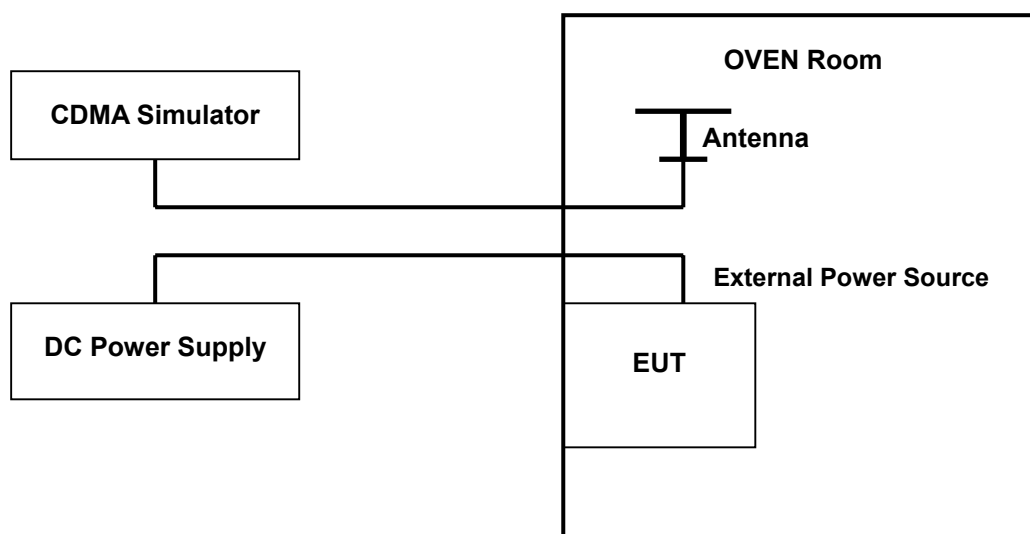 OVEN Room
CDMA Simulator
Antenna
External Power Source
DC Power Supply
EUT